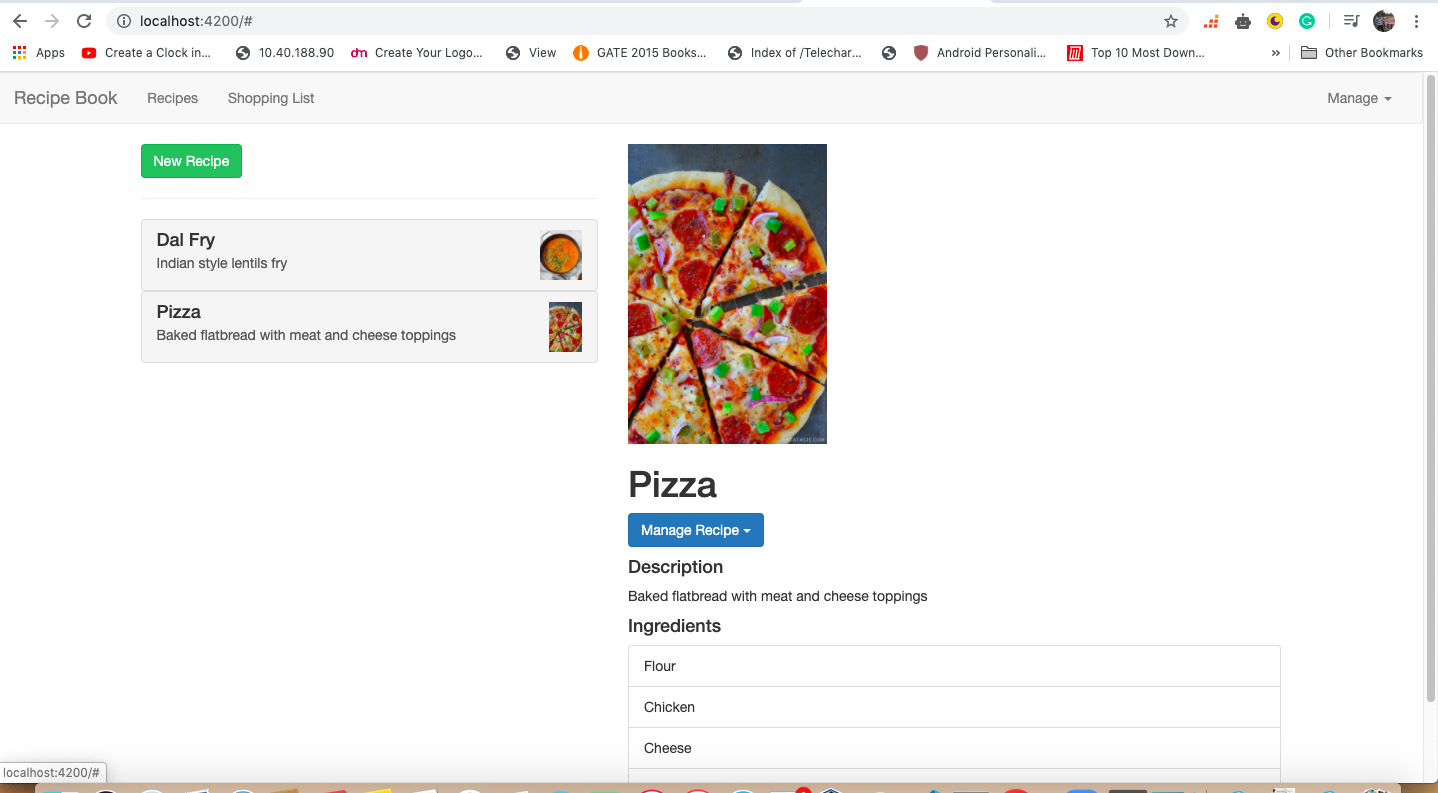 localhost:4200/#
Apps Create a Clock in... 10.40.188.90 dm Create Your Logo... View GATE 2015 Books... Index of /Telechar... Android Personali... Top 10 Most Down... » Other Bookmarks
Recipe Book Recipes Shopping List Manage
New Recipe
Dal Fry
Indian style lentils fry
Pizza
Baked flatbread with meat and cheese toppings
Pizza
Manage Recipe
Description
Baked flatbread with meat and cheese toppings
Ingredients
Flour
Chicken
Cheese
localhost:4200/#